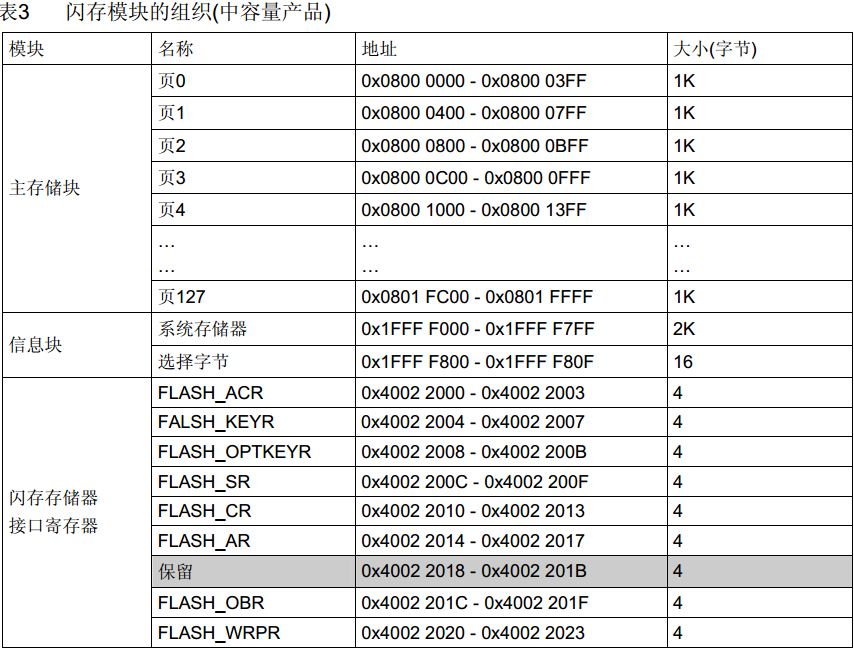 表3 闪存模块的组织(中容量产品)
模块 名称 地址 大小(字节)
主存储块
页0 0x0800 0000 - 0x0800 03FF 1K
页1 0x0800 0400 - 0x0800 07FF 1K
页2 0x0800 0800 - 0x0800 0BFF 1K
页3 0x0800 0C00 - 0x0800 0FFF 1K
页4 0x0800 1000 - 0x0800 13FF 1K
… … …
… … …
页127 0x0801 FC00 - 0x0801 FFFF 1K
信息块
系统存储器 0x1FFF F000 - 0x1FFF F7FF 2K
选择字节 0x1FFF F800 - 0x1FFF F80F 16
闪存存储器
接口寄存器
FLASH_ACR 0x4002 2000 - 0x4002 2003 4
FALSH_KEYR 0x4002 2004 - 0x4002 2007 4
FLASH_OPTKEYR 0x4002 2008 - 0x4002 200B 4
FLASH_SR 0x4002 200C - 0x4002 200F 4
FLASH_CR 0x4002 2010 - 0x4002 2013 4
FLASH_AR 0x4002 2014 - 0x4002 2017 4
保留 0x4002 2018 - 0x4002 201B 4
FLASH_OBR 0x4002 201C - 0x4002 201F 4
FLASH_WRPR 0x4002 2020 - 0x4002 2023 4